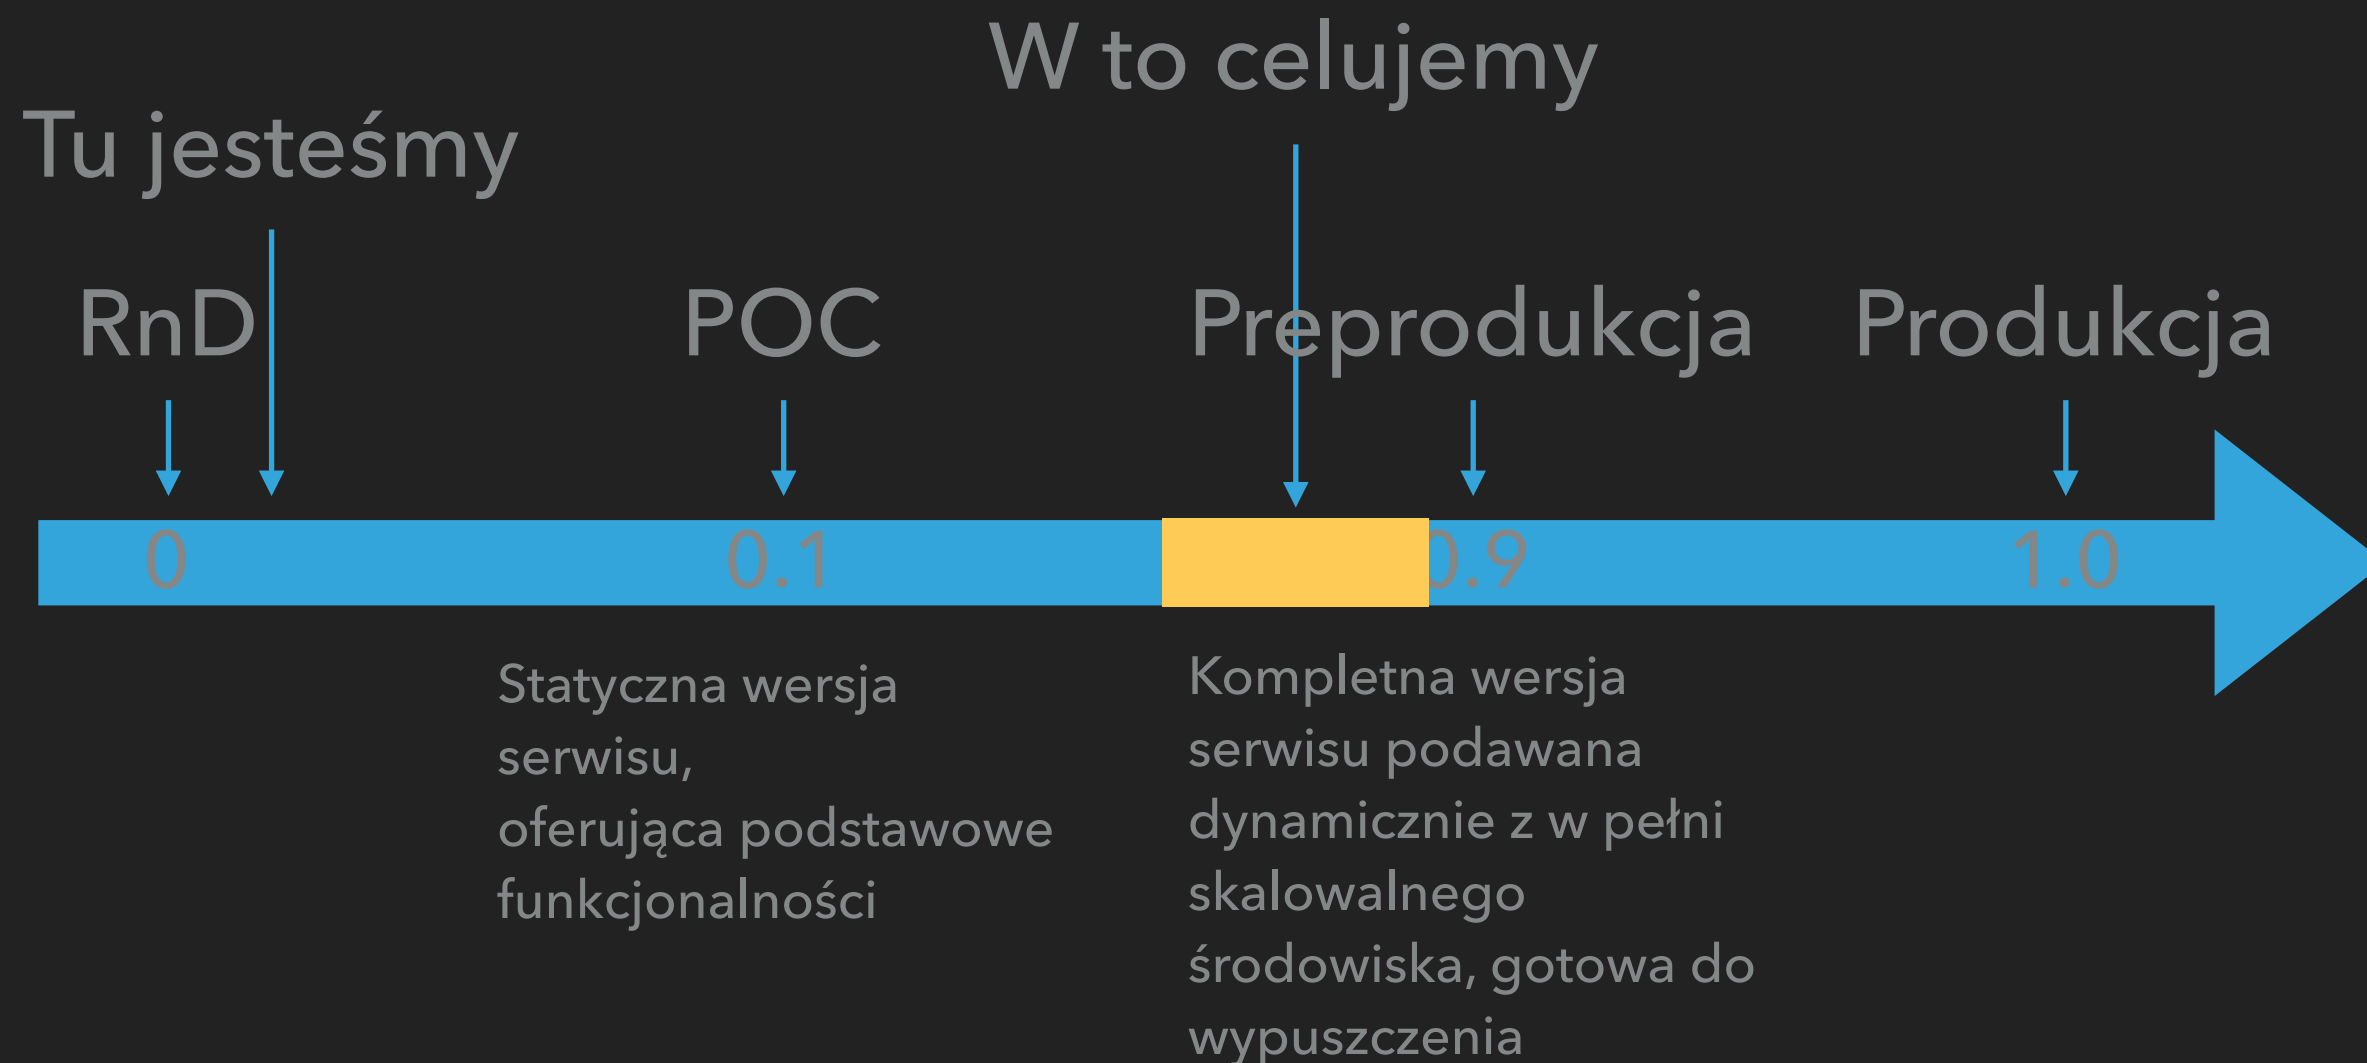 W to celujemy
Tu jesteśmy
RnD
POC
Preprodukcja
Produkcja
0
0.1
0.9
1.0
Statyczna wersja
serwisu,
oferująca podstawowe
funkcjonalności
Kompletna wersja
serwisu podawana
dynamicznie z w pełni
skalowalnego
środowiska, gotowa do
wypuszczenia